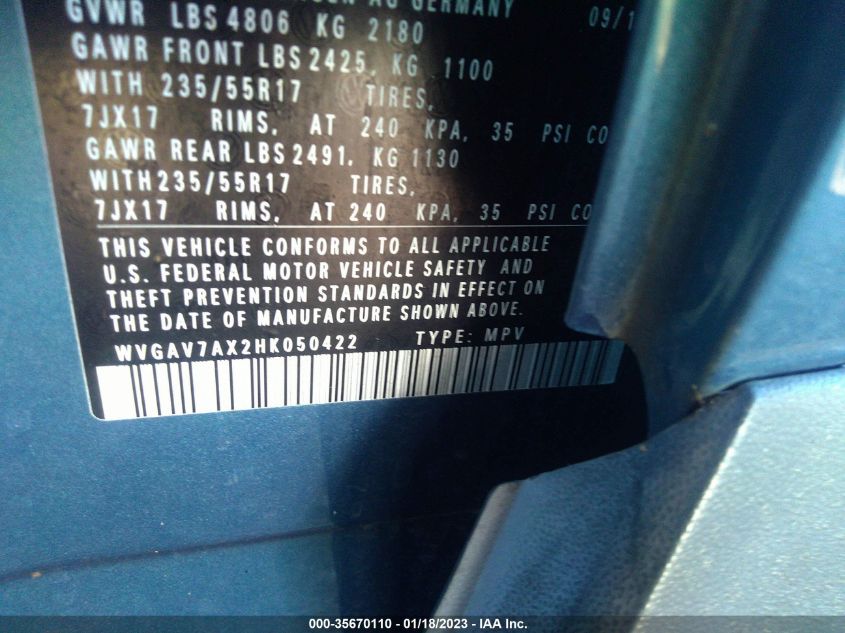 AG GERMANY
09/1
GVWR LBS 4806 KG 2180
GAWR FRONT LBS 2425, KG 1100
WITH 235/55R17 TIRES,
7JX17 RIMS, AT 240 KPA, 35 PSI CO
GAWR REAR LBS 2491. KG 1130
WITH 235/55R17 TIRES,
7JX17 RIMS, AT 240 KPA, 35 PSI CO
THIS VEHICLE CONFORMS TO ALL APPLICABLE
U.S. FEDERAL MOTOR VEHICLE SAFETY AND
THEFT PREVENTION STANDARDS IN EFFECT ON
THE DATE OF MANUFACTURE SHOWN ABOVE.
WVGAV7AX2HK050422 TYPE: MPV
000-35670110 - 01/18/2023 - IAA Inc.